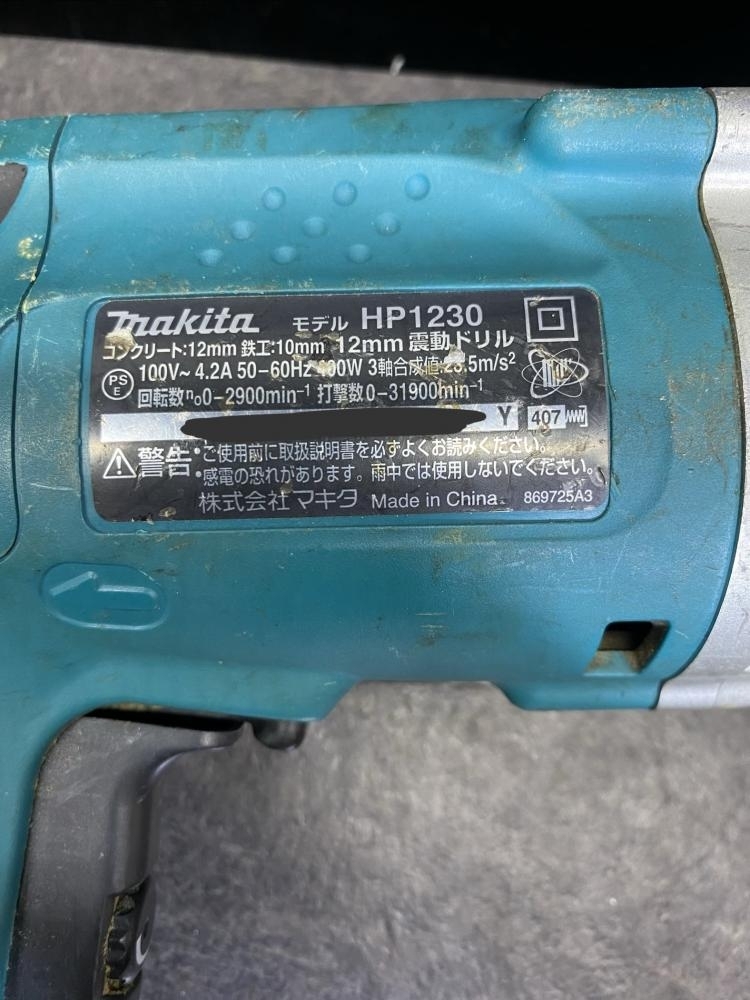 makita モデル HP1230
コンクリート:12mm 鉄工:10mm 12mm 震動ドリル
PSE 100V~ 4.2A 50-60Hz 400W 3軸合成値:23.5m/s²
回転数n₀0-2900min⁻¹ 打撃数0-31900min⁻¹
Y 407
警告・ご使用前に取扱説明書を必ずよくお読みください。
・感電の恐れがあります。雨中では使用しないでください。
株式会社マキタ Made in China 869725A3